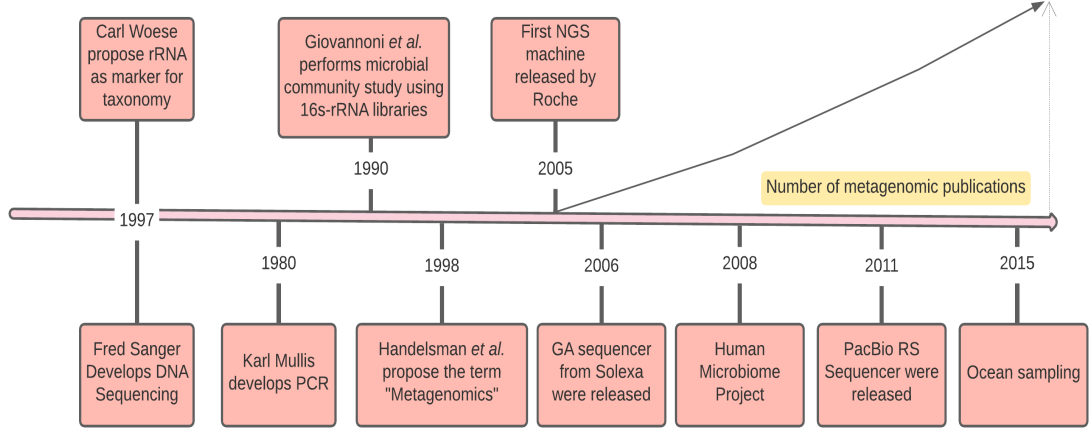 Carl Woese
propose rRNA
as marker for
taxonomy
Giovannoni et al.
performs microbial
community study using
16s-rRNA libraries
First NGS
machine
released by
Roche
1990
2005
Number of metagenomic publications
1997
1980
1998
2006
2008
2011
2015
Fred Sanger
Develops DNA
Sequencing
Karl Mullis
develops PCR
Handelsman et al.
propose the term
"Metagenomics"
GA sequencer
from Solexa
were released
Human
Microbiome
Project
PacBio RS
Sequencer were
released
Ocean sampling